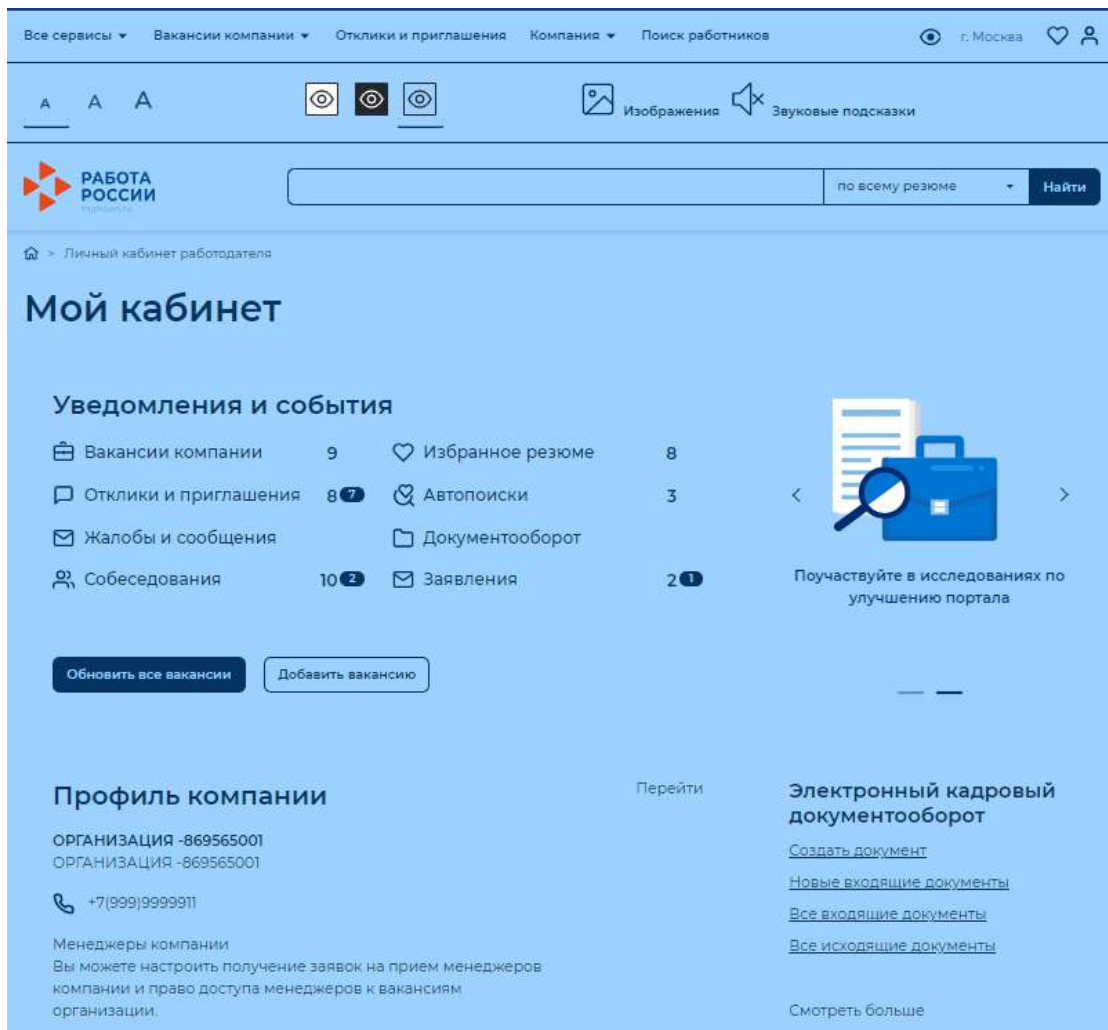 Все сервисы Вакансии компании Отклики и приглашения Компания Поиск работников г. Москва
А А А Изображения Звуковые подсказки
РАБОТА
РОССИИ
trudvsem.ru
по всему резюме Найти
> Личный кабинет работодателя
Мой кабинет
Уведомления и события
Вакансии компании 9 Избранное резюме 8
Отклики и приглашения 8 7 Автопоиски 3
Жалобы и сообщения Документооборот
Собеседования 10 2 Заявления 2 1
Поучаствуйте в исследованиях по
улучшению портала
Обновить все вакансии Добавить вакансию
Профиль компании Перейти
ОРГАНИЗАЦИЯ -869565001
ОРГАНИЗАЦИЯ -869565001
+7(999)9999911
Менеджеры компании
Вы можете настроить получение заявок на прием менеджеров
компании и право доступа менеджеров к вакансиям
организации.
Электронный кадровый
документооборот
Создать документ
Новые входящие документы
Все входящие документы
Все исходящие документы
Смотреть больше